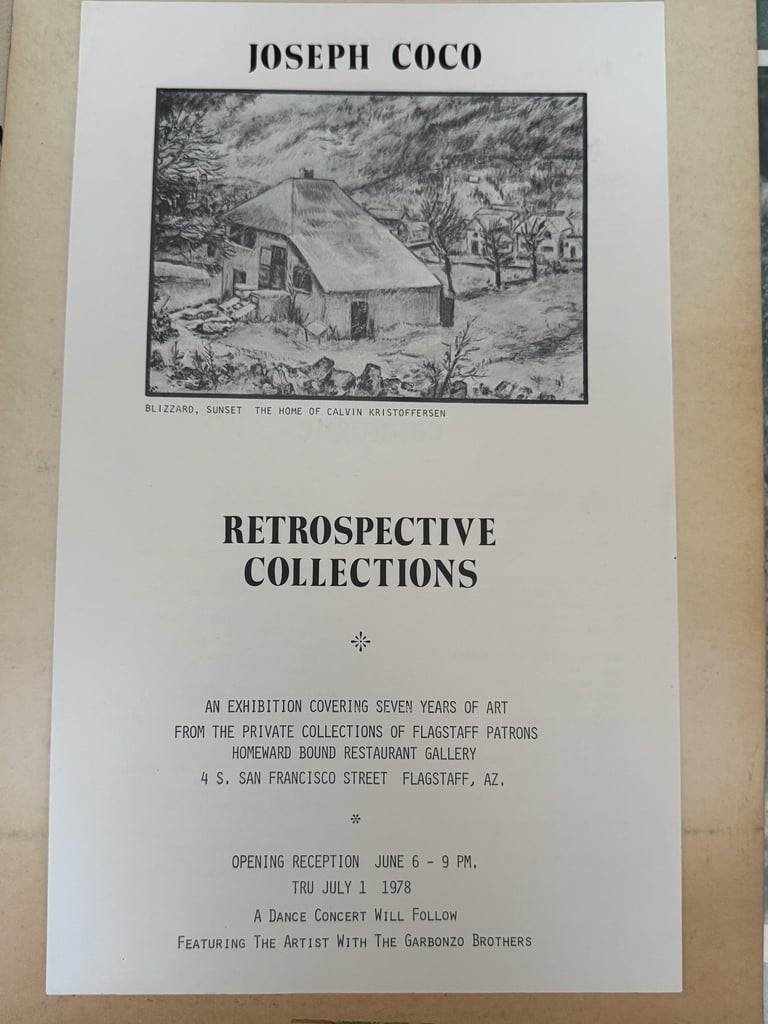 JOSEPH COCO
BLIZZARD, SUNSET THE HOME OF CALVIN KRISTOFFERSEN
RETROSPECTIVE
COLLECTIONS
AN EXHIBITION COVERING SEVEN YEARS OF ART
FROM THE PRIVATE COLLECTIONS OF FLAGSTAFF PATRONS
HOMEWARD BOUND RESTAURANT GALLERY
4 S. SAN FRANCISCO STREET FLAGSTAFF, AZ.
OPENING RECEPTION JUNE 6 - 9 PM.
TRU JULY 1 1978
A DANCE CONCERT WILL FOLLOW
FEATURING THE ARTIST WITH THE GARBONZO BROTHERS